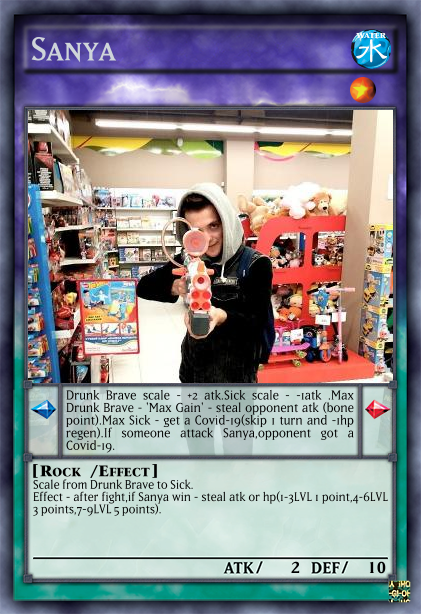 Sanya
WATER
水
Drunk Brave scale - +2 atk.Sick scale - -1atk .Max
Drunk Brave - 'Max Gain' - steal opponent atk (bone
point).Max Sick - get a Covid-19(skip 1 turn and -1hp
regen).If someone attack Sanya,opponent got a
Covid-19.
[Rock /Effect]
Scale from Drunk Brave to Sick.
Effect - after fight,if Sanya win - steal atk or hp(1-3LVL 1 point,4-6LVL
3 points,7-9LVL 5 points).
ATK/ 2 DEF/ 10